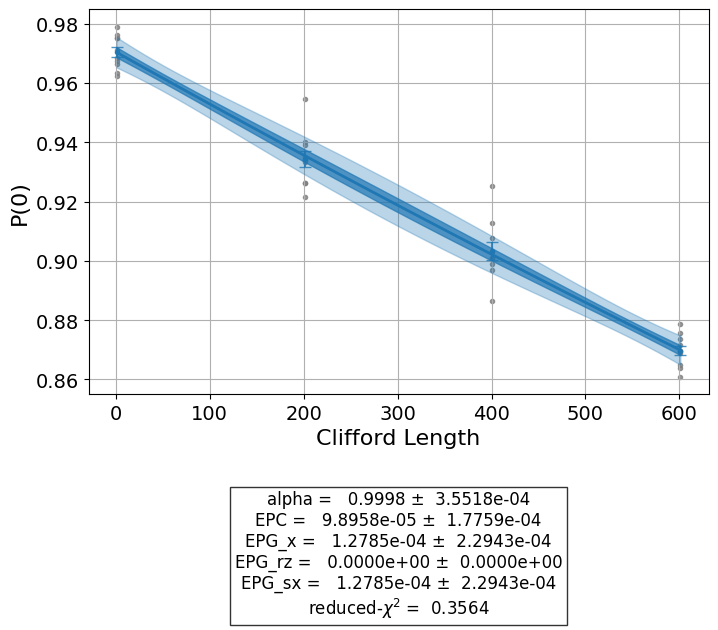 0.98
0.96
0.94
0.92
0.90
0.88
0.86
P(0)
0 100 200 300 400 500 600
Clifford Length
alpha = 0.9998 ± 3.5518e-04
EPC = 9.8958e-05 ± 1.7759e-04
EPG_x = 1.2785e-04 ± 2.2943e-04
EPG_rz = 0.0000e+00 ± 0.0000e+00
EPG_sx = 1.2785e-04 ± 2.2943e-04
reduced-χ² = 0.3564